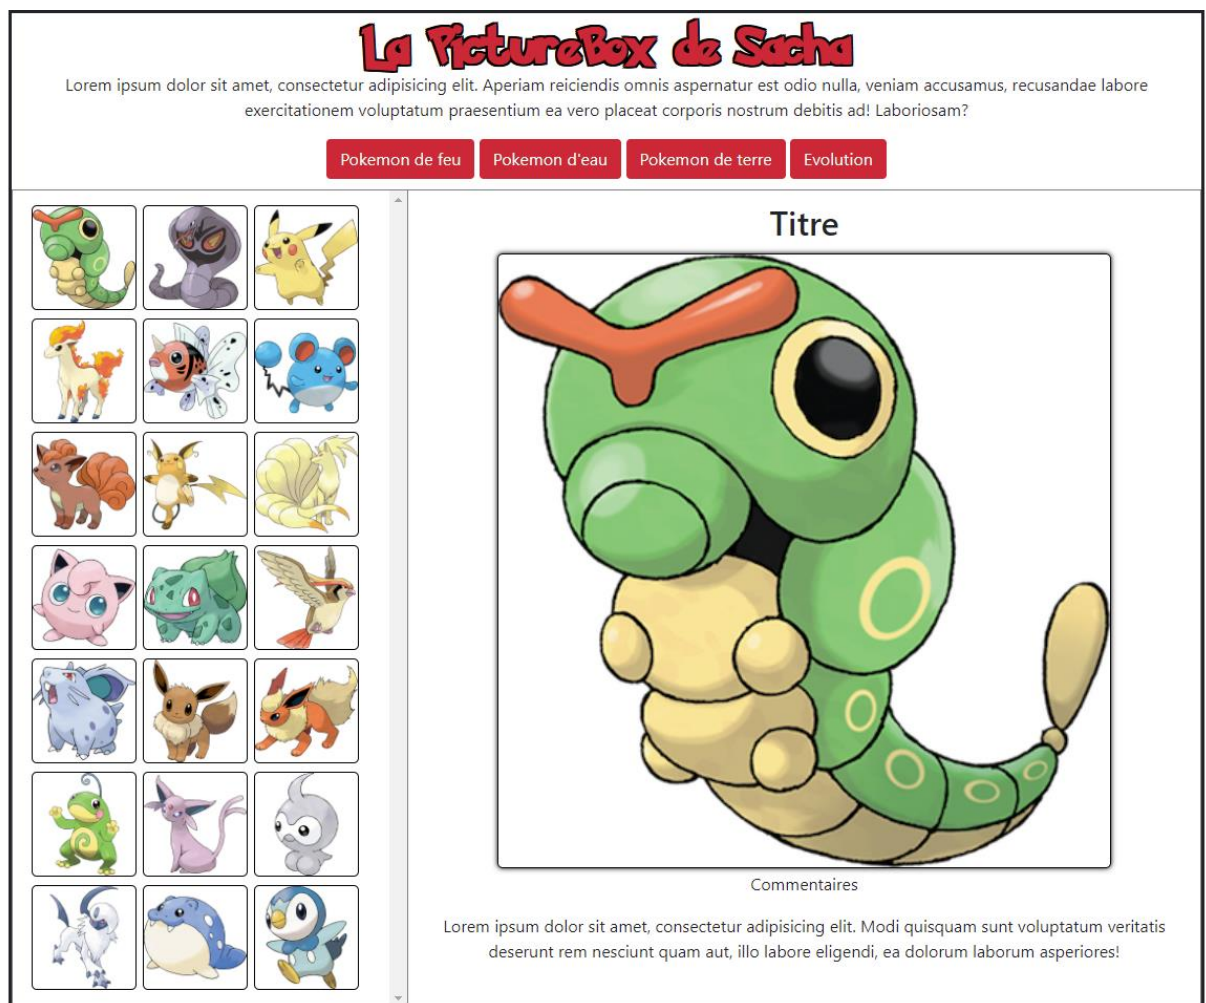 La PictureBox de Sacha
Lorem ipsum dolor sit amet, consectetur adipisicing elit. Aperiam reiciendis omnis aspernatur est odio nulla, veniam accusamus, recusandae labore
exercitationem voluptatum praesentium ea vero placeat corporis nostrum debitis ad! Laboriosam?
Pokemon de feu
Pokemon d'eau
Pokemon de terre
Evolution
Titre
Commentaires
Lorem ipsum dolor sit amet, consectetur adipisicing elit. Modi quisquam sunt voluptatum veritatis
deserunt rem nesciunt quam aut, illo labore eligendi, ea dolorum laborum asperiores!